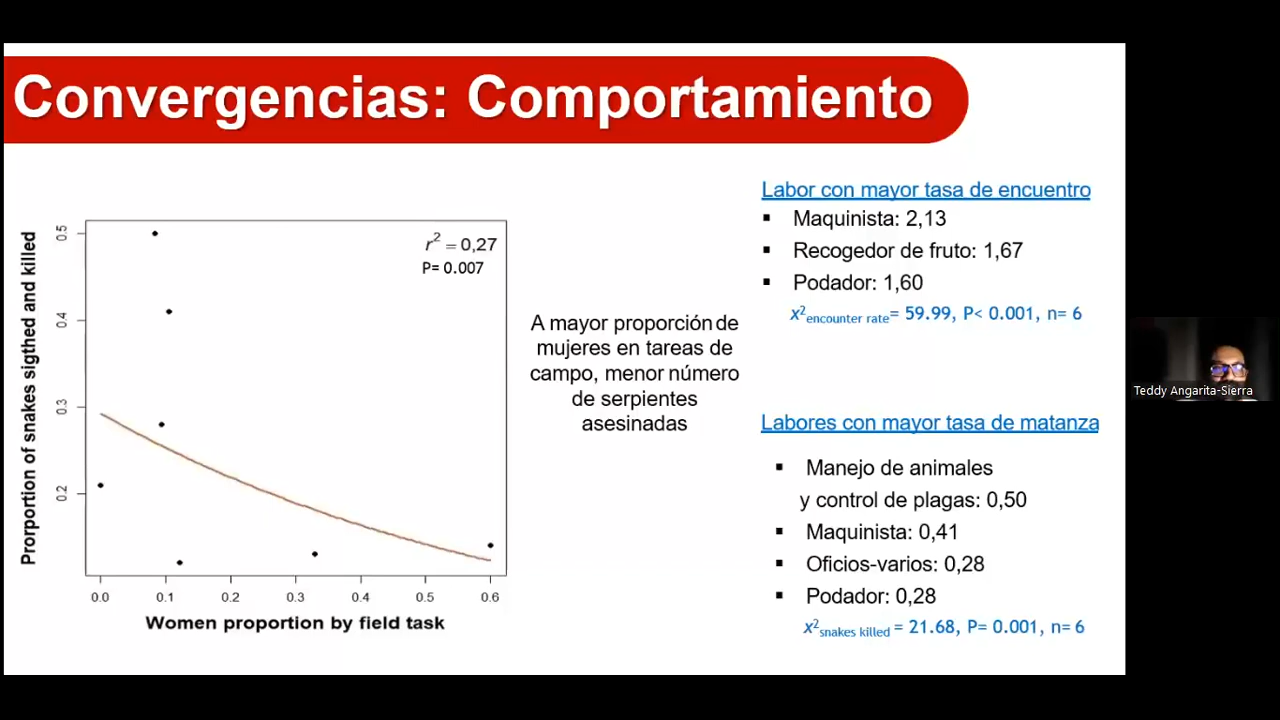 Convergencias: Comportamiento
Prorportion of snakes sigthed and killed
0.5
0.4
0.3
0.2
r² = 0,27
P= 0.007
0.0 0.1 0.2 0.3 0.4 0.5 0.6
Women proportion by field task
A mayor proporción de
mujeres en tareas de
campo, menor número
de serpientes
asesinadas
Labor con mayor tasa de encuentro
▪ Maquinista: 2,13
▪ Recogedor de fruto: 1,67
▪ Podador: 1,60
x²encounter rate= 59.99, P< 0.001, n= 6
Labores con mayor tasa de matanza
▪ Manejo de animales
y control de plagas: 0,50
▪ Maquinista: 0,41
▪ Oficios-varios: 0,28
▪ Podador: 0,28
x²snakes killed = 21.68, P= 0.001, n= 6
Teddy Angarita-Sierra